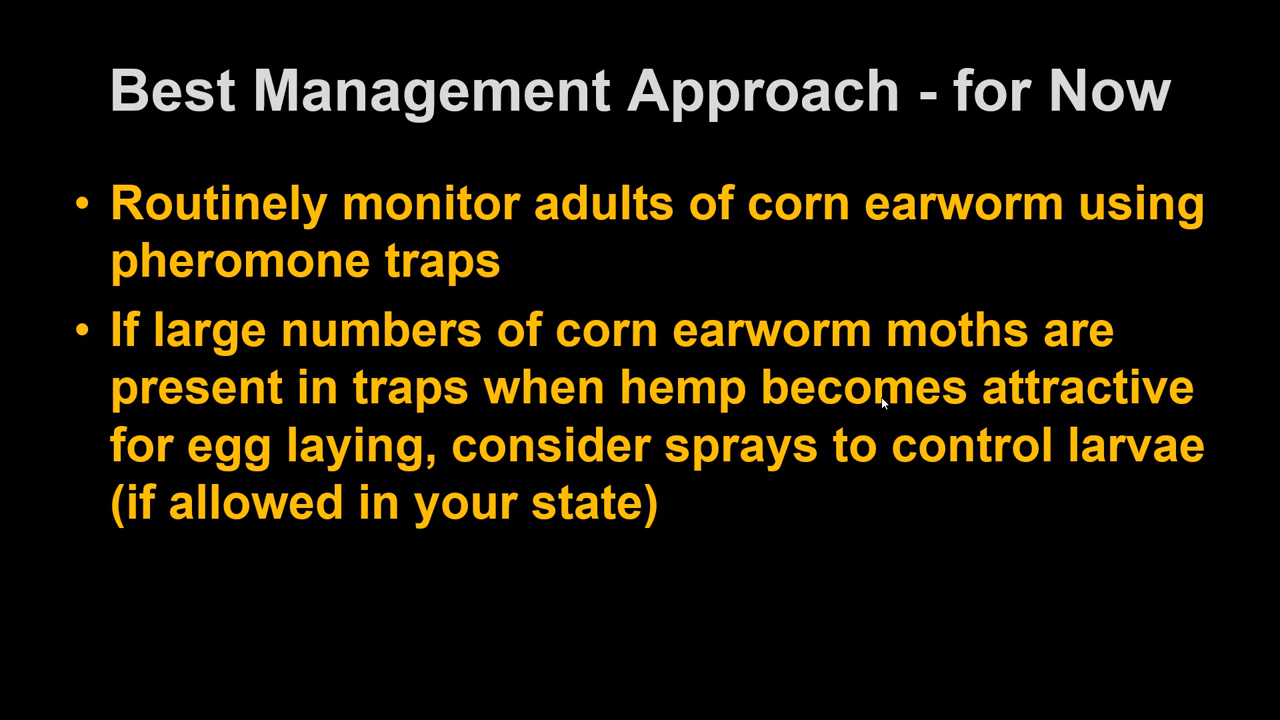 Best Management Approach - for Now
• Routinely monitor adults of corn earworm using
pheromone traps
• If large numbers of corn earworm moths are
present in traps when hemp becomes attractive
for egg laying, consider sprays to control larvae
(if allowed in your state)